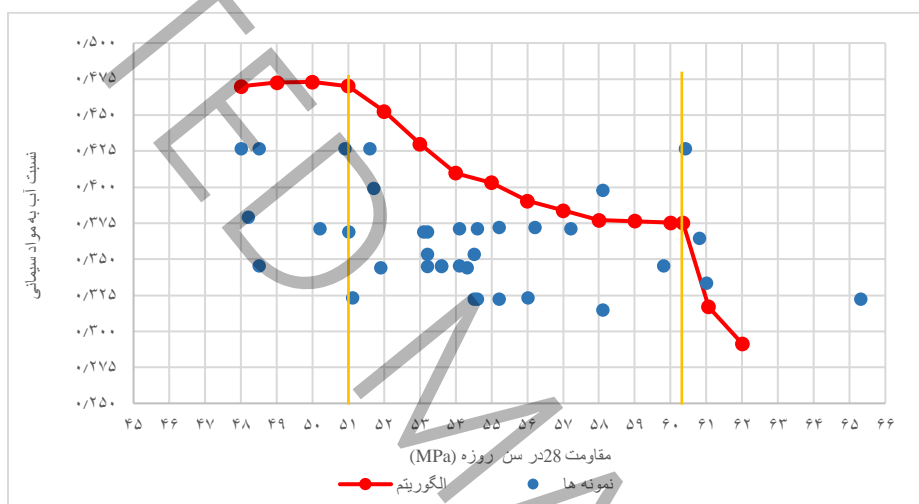 ۰٫۵۰۰
۰٫۴۷۵
۰٫۴۵۰
۰٫۴۲۵
۰٫۴۰۰
۰٫۳۷۵
۰٫۳۵۰
۰٫۳۲۵
۰٫۳۰۰
۰٫۲۷۵
۰٫۲۵۰
نسبت آب به مواد سیمانی
۴۵ ۴۶ ۴۷ ۴۸ ۴۹ ۵۰ ۵۱ ۵۲ ۵۳ ۵۴ ۵۵ ۵۶ ۵۷ ۵۸ ۵۹ ۶۰ ۶۱ ۶۲ ۶۳ ۶۴ ۶۵ ۶۶
مقاومت 28در سن روزه (MPa)
الگوریتم نمونه ها